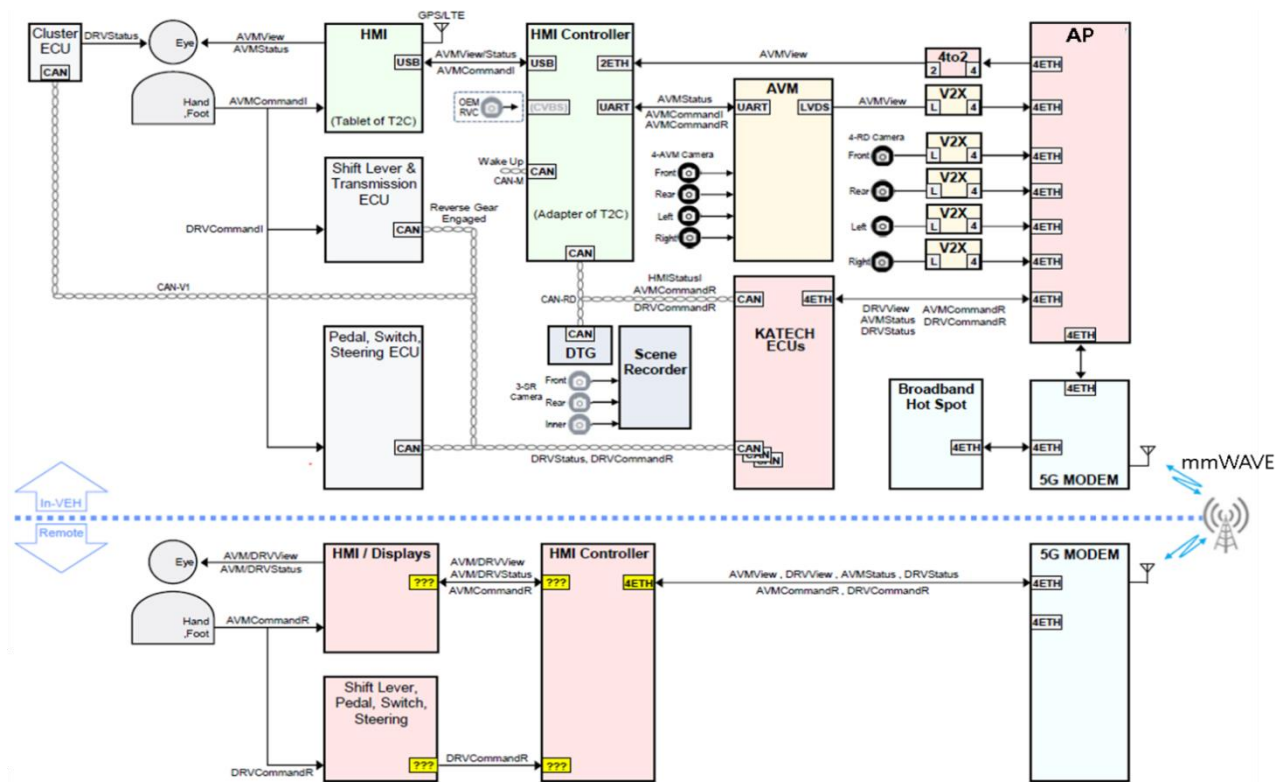 Cluster
ECU
CAN
DRVStatus
Eye
AVMView
AVMStatus
Hand
,Foot
AVMCommandI
HMI
USB
(Tablet of T2C)
GPS/LTE
AVMView/Status
AVMCommandI
HMI Controller
USB
2ETH
(CVBS)
UART
CAN
(Adapter of T2C)
CAN
OEM
RVC
Wake Up
CAN-M
AVMView
4to2
2 4
AP
4ETH
4ETH
4ETH
4ETH
4ETH
4ETH
4ETH
4ETH
AVMStatus
AVMCommandI
AVMCommandR
AVM
UART
LVDS
AVMView
V2X
L 4
4-AVM Camera
Front
Rear
Left
Right
4-RD Camera
Front
V2X
L 4
Rear
V2X
L 4
Left
V2X
L 4
Right
V2X
L 4
Shift Lever &
Transmission
ECU
CAN
Reverse Gear
Engaged
DRVCommandI
CAN-V1
CAN-RD
HMIStatusI
AVMCommandR
DRVCommandR
CAN
4ETH
KATECH
ECUs
DRVView
AVMStatus
DRVStatus
AVMCommandR
DRVCommandR
CAN
DTG
Scene
Recorder
3-SR
Camera
Front
Rear
Inner
Pedal, Switch,
Steering ECU
CAN
DRVStatus, DRVCommandR
CAN
CAN
CAN
Broadband
Hot Spot
4ETH
4ETH
4ETH
5G MODEM
mmWAVE
In-VEH
Remote
Eye
AVM/DRVView
AVM/DRVStatus
Hand
,Foot
AVMCommandR
HMI / Displays
???
AVM/DRVView
AVM/DRVStatus
AVMCommandR
HMI Controller
???
4ETH
AVMView , DRVView , AVMStatus , DRVStatus
AVMCommandR , DRVCommandR
5G MODEM
4ETH
4ETH
Shift Lever,
Pedal, Switch,
Steering
???
DRVCommandR
DRVCommandR
???